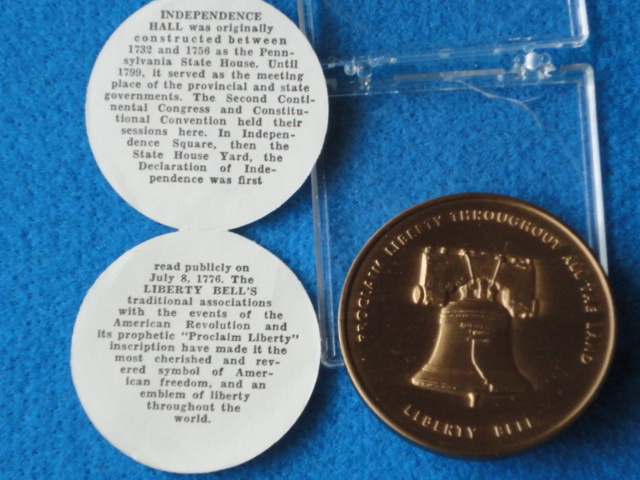 INDEPENDENCE
HALL was originally
constructed between
1732 and 1756 as the Penn-
sylvania State House. Until
1799, it served as the meeting
place of the provincial and state
governments. The Second Conti-
nental Congress and Constitu-
tional Convention held their
sessions here. In Indepen-
dence Square, then the
State House Yard, the
Declaration of Inde-
pendence was first
read publicly on
July 8, 1776. The
LIBERTY BELL'S
traditional associations
with the events of the
American Revolution and
its prophetic "Proclaim Liberty"
inscription have made it the
most cherished and rev-
ered symbol of Amer-
ican freedom, and an
emblem of liberty
throughout the
world.
PROCLAIM LIBERTY THROUGHOUT ALL THE LAND
LIBERTY BELL